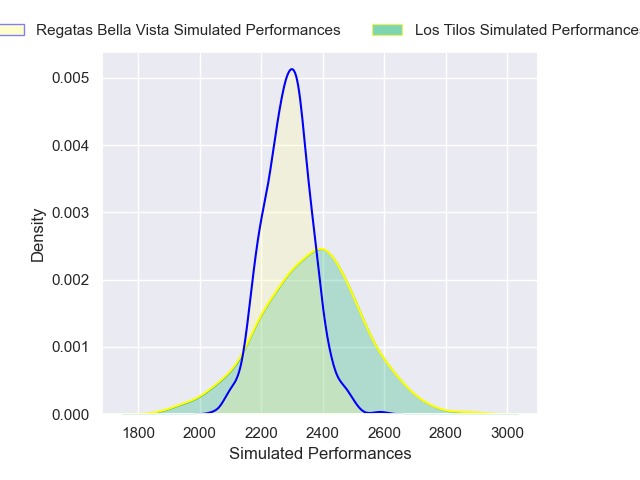 Regatas Bella Vista Simulated Performances
Los Tilos Simulated Performances
0.005
0.004
0.003
0.002
0.001
0.000
Density
1800 2000 2200 2400 2600 2800 3000
Simulated Performances